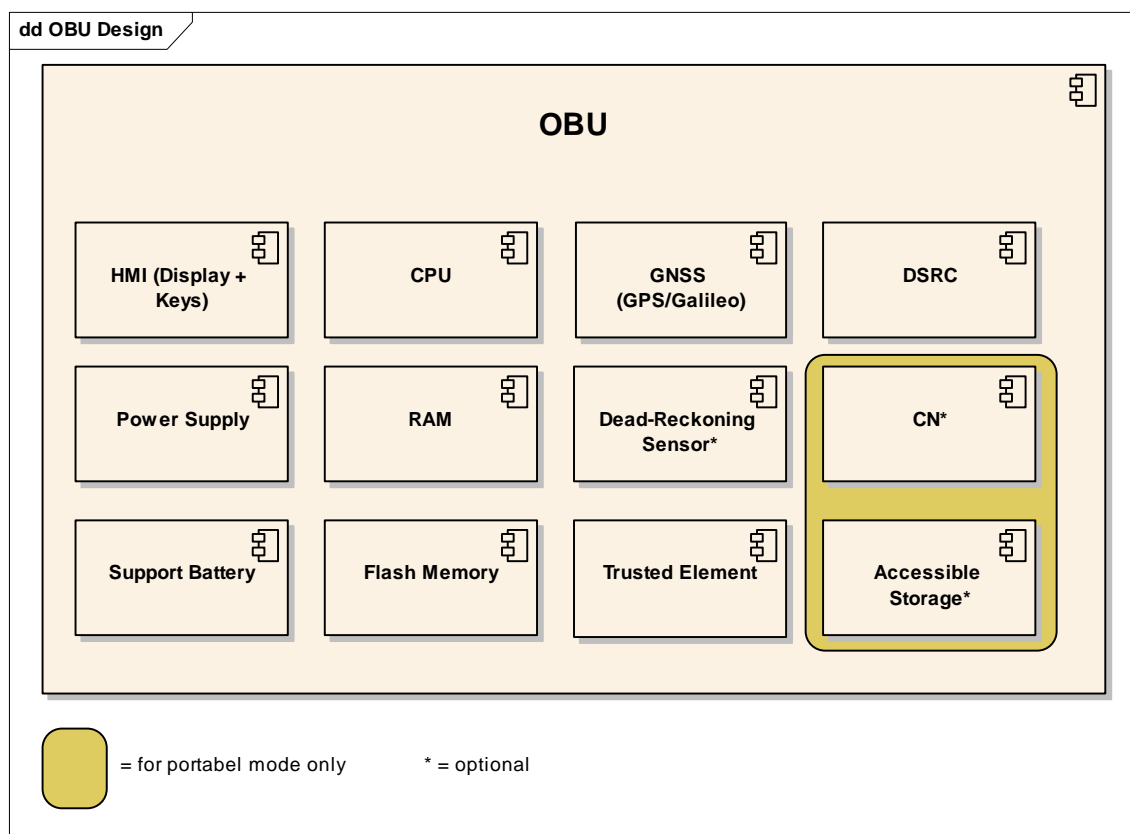 dd OBU Design
OBU
HMI (Display +
Keys)
CPU
GNSS
(GPS/Galileo)
DSRC
Power Supply
RAM
Dead-Reckoning
Sensor*
CN*
Support Battery
Flash Memory
Trusted Element
Accessible
Storage*
= for portabel mode only
* = optional